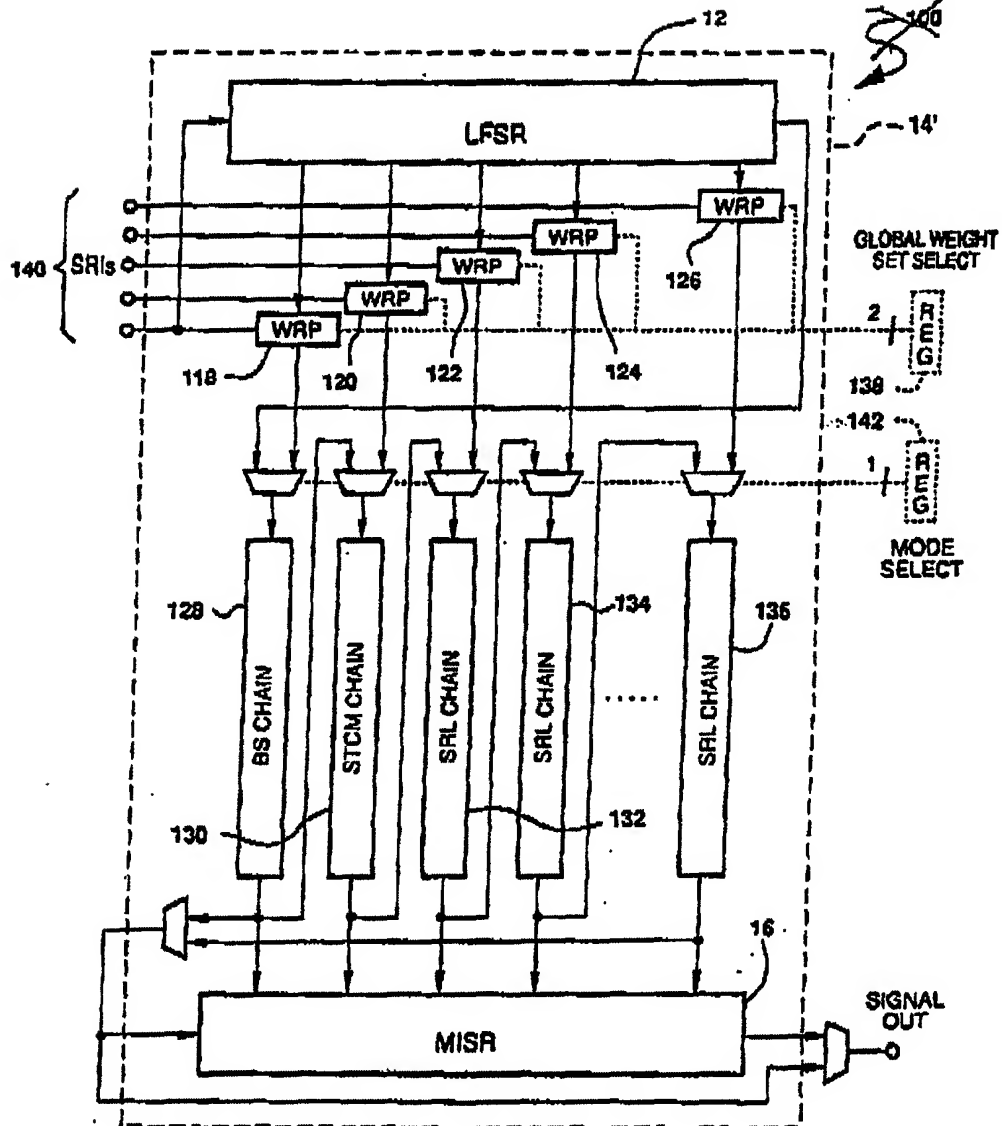 12
100
LFSR
14'
WRP
WRP
WRP
WRP
WRP
140
SRIs
126
GLOBAL WEIGHT
SET SELECT
2
REG
118
120
122
124
138
142
1
REG
MODE
SELECT
128
134
136
BS CHAIN
STCM CHAIN
SRL CHAIN
SRL CHAIN
.....
SRL CHAIN
130
132
16
SIGNAL
OUT
MISR